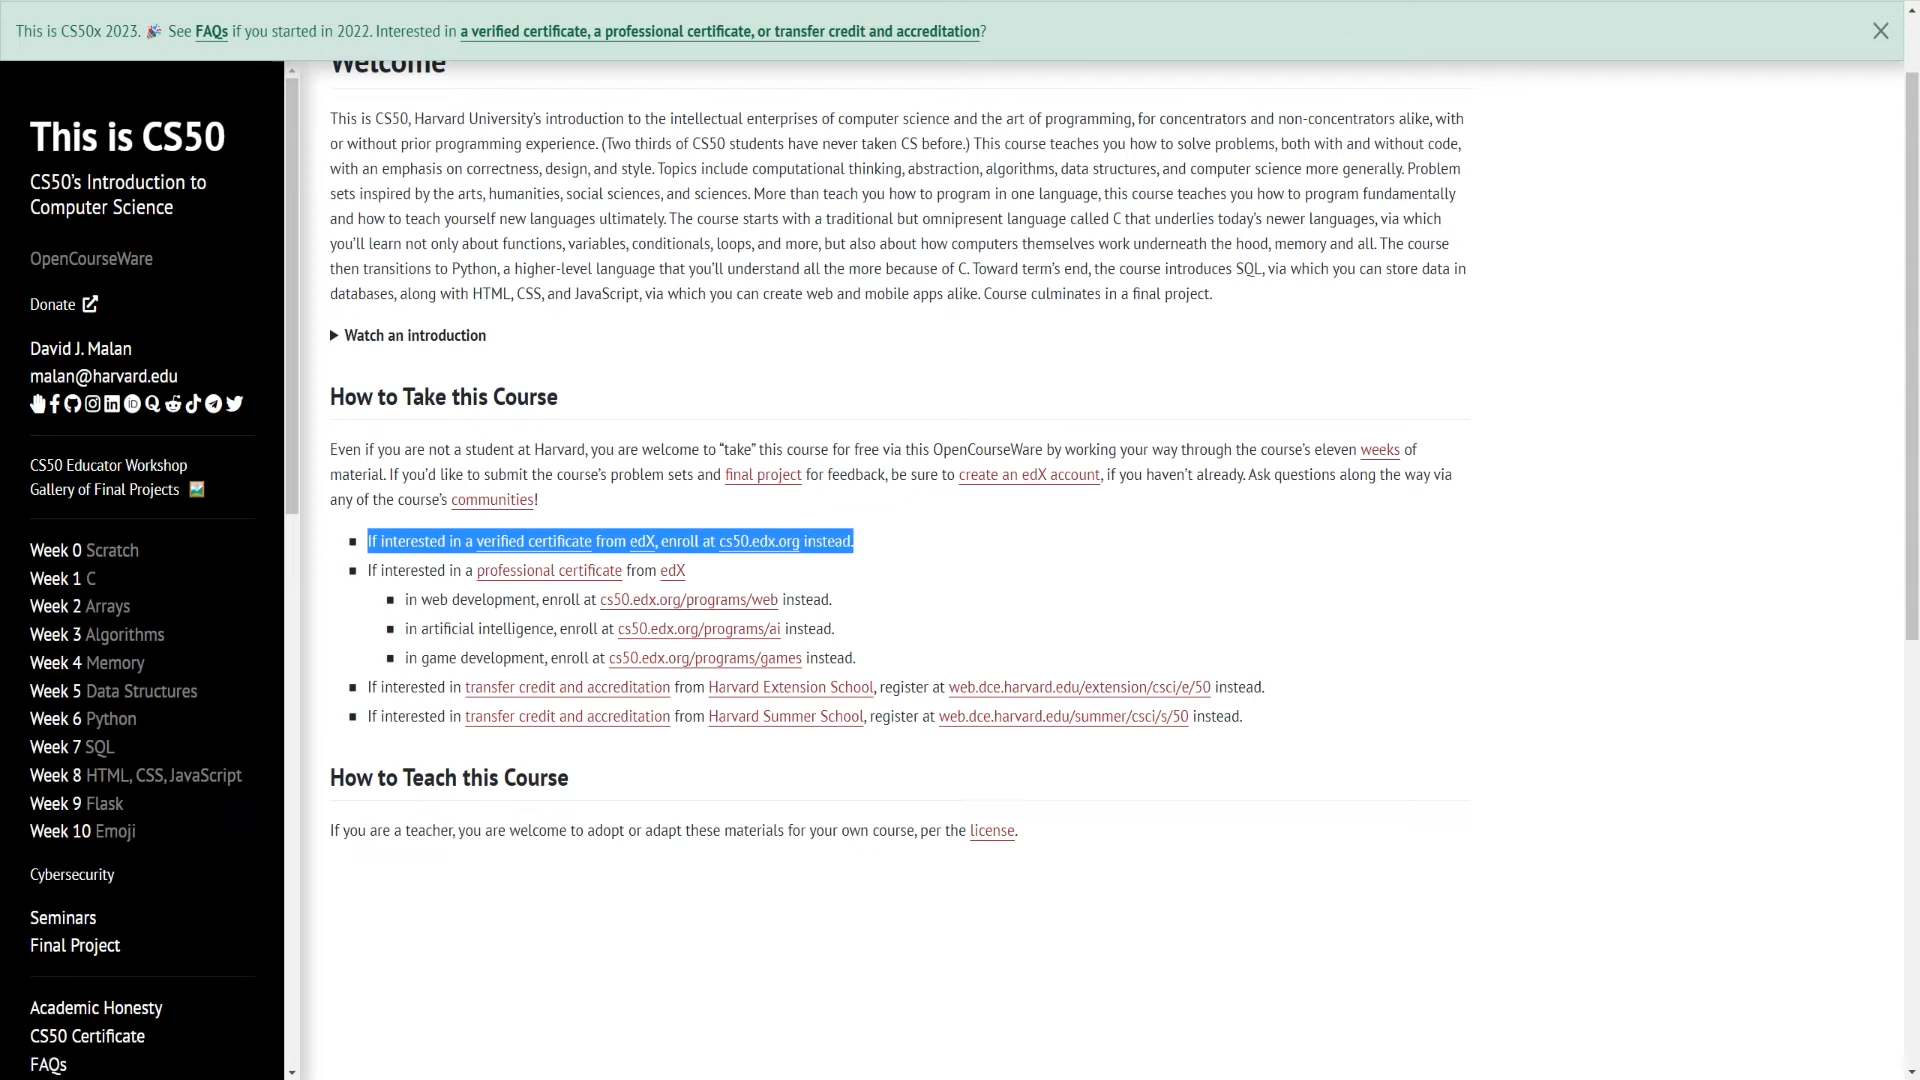 This is CS50x 2023. 🎉 See FAQs if you started in 2022. Interested in a verified certificate, a professional certificate, or transfer credit and accreditation?
This is CS50
CS50's Introduction to
Computer Science
OpenCourseWare
Donate
David J. Malan
malan@harvard.edu
CS50 Educator Workshop
Gallery of Final Projects
Week 0 Scratch
Week 1 C
Week 2 Arrays
Week 3 Algorithms
Week 4 Memory
Week 5 Data Structures
Week 6 Python
Week 7 SQL
Week 8 HTML, CSS, JavaScript
Week 9 Flask
Week 10 Emoji
Cybersecurity
Seminars
Final Project
Academic Honesty
CS50 Certificate
FAQs
Welcome
This is CS50, Harvard University's introduction to the intellectual enterprises of computer science and the art of programming, for concentrators and non-concentrators alike, with
or without prior programming experience. (Two thirds of CS50 students have never taken CS before.) This course teaches you how to solve problems, both with and without code,
with an emphasis on correctness, design, and style. Topics include computational thinking, abstraction, algorithms, data structures, and computer science more generally. Problem
sets inspired by the arts, humanities, social sciences, and sciences. More than teach you how to program in one language, this course teaches you how to program fundamentally
and how to teach yourself new languages ultimately. The course starts with a traditional but omnipresent language called C that underlies today's newer languages, via which
you'll learn not only about functions, variables, conditionals, loops, and more, but also about how computers themselves work underneath the hood, memory and all. The course
then transitions to Python, a higher-level language that you'll understand all the more because of C. Toward term's end, the course introduces SQL, via which you can store data in
databases, along with HTML, CSS, and JavaScript, via which you can create web and mobile apps alike. Course culminates in a final project.
Watch an introduction
How to Take this Course
Even if you are not a student at Harvard, you are welcome to “take” this course for free via this OpenCourseWare by working your way through the course's eleven weeks of
material. If you'd like to submit the course's problem sets and final project for feedback, be sure to create an edX account, if you haven't already. Ask questions along the way via
any of the course's communities!
If interested in a verified certificate from edX, enroll at cs50.edx.org instead.
If interested in a professional certificate from edX
in web development, enroll at cs50.edx.org/programs/web instead.
in artificial intelligence, enroll at cs50.edx.org/programs/ai instead.
in game development, enroll at cs50.edx.org/programs/games instead.
If interested in transfer credit and accreditation from Harvard Extension School, register at web.dce.harvard.edu/extension/csci/e/50 instead.
If interested in transfer credit and accreditation from Harvard Summer School, register at web.dce.harvard.edu/summer/csci/s/50 instead.
How to Teach this Course
If you are a teacher, you are welcome to adopt or adapt these materials for your own course, per the license.